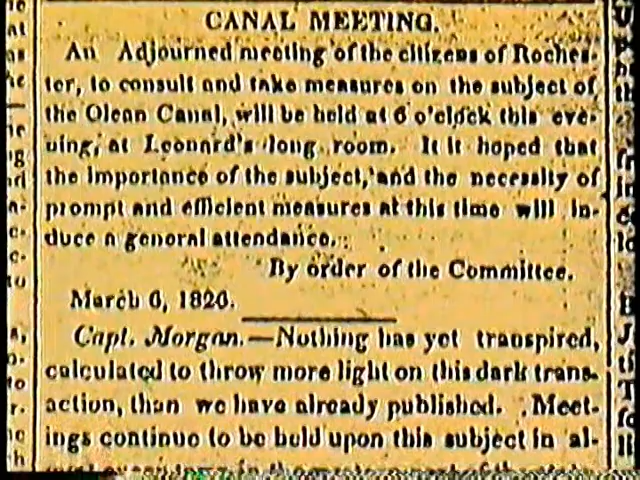 CANAL MEETING.
An Adjourned meeting of the citizens of Roches-
ter, to consult and take measures on the subject of
the Olean Canal, will be held at 6 o'clock this eve-
ning, at Leonard's long room. It it hoped that
the importance of the subject, and the necessity of
prompt and efficient measures at this time will in-
duce a general attendance.
By order of the Committee.
March 6, 1826.
Capt. Morgan.—Nothing has yet transpired,
calculated to throw more light on this dark trans-
action, than we have already published. Meet-
ings continue to be held upon this subject in al-